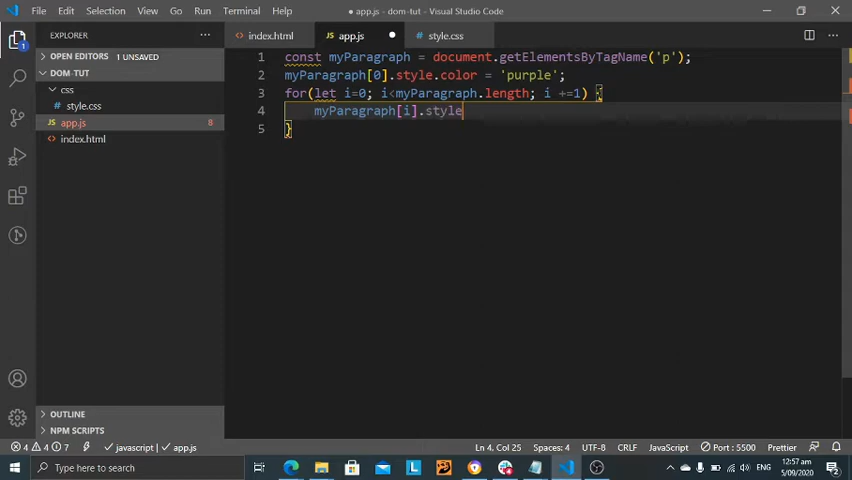 File Edit Selection View Go Run Terminal Help ● app.js - dom-tut - Visual Studio Code
EXPLORER ... index.html app.js ● style.css ...
OPEN EDITORS 1 UNSAVED
DOM-TUT
css
style.css
app.js 8
index.html
1 const myParagraph = document.getElementsByTagName('p');
2 myParagraph[0].style.color = 'purple';
3 for(let i=0; i<myParagraph.length; i +=1) {
4 myParagraph[i].style
5 }
1
OUTLINE
NPM SCRIPTS
4 4 7 javascript | app.js Ln 4, Col 25 Spaces: 4 UTF-8 CRLF JavaScript Port : 5500 Prettier
Type here to search L ENG 12:57 am 5/09/2020 2